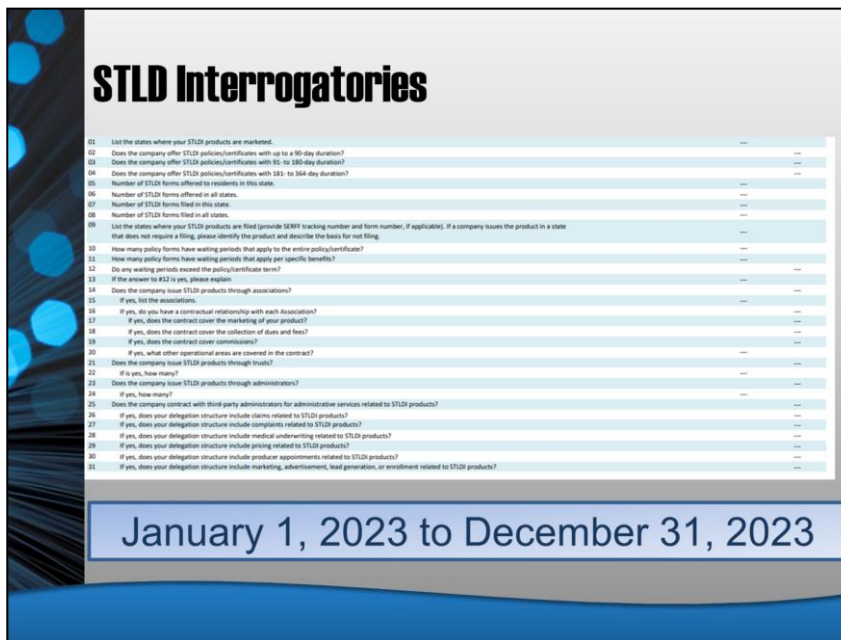 STLD Interrogatories
01 List the states where your STLDI products are marketed. ---
02 Does the company offer STLDI policies/certificates with up to a 90-day duration? ---
03 Does the company offer STLDI policies/certificates with 91- to 180-day duration? ---
04 Does the company offer STLDI policies/certificates with 181- to 364-day duration? ---
05 Number of STLDI forms offered to residents in this state. ---
06 Number of STLDI forms offered in all states. ---
07 Number of STLDI forms filed in this state. ---
08 Number of STLDI forms filed in all states. ---
09 List the states where your STLDI products are filed (provide SERFF tracking number and form number, if applicable). If a company issues the product in a state
that does not require a filing, please identify the product and describe the basis for not filing. ---
10 How many policy forms have waiting periods that apply to the entire policy/certificate? ---
11 How many policy forms have waiting periods that apply per specific benefits? ---
12 Do any waiting periods exceed the policy/certificate term? ---
13 If the answer to #12 is yes, please explain ---
14 Does the company issue STLDI products through associations? ---
15 If yes, list the associations. ---
16 If yes, do you have a contractual relationship with each Association? ---
17 If yes, does the contract cover the marketing of your product? ---
18 If yes, does the contract cover the collection of dues and fees? ---
19 If yes, does the contract cover commissions? ---
20 If yes, what other operational areas are covered in the contract? ---
21 Does the company issue STLDI products through trusts? ---
22 If is yes, how many? ---
23 Does the company issue STLDI products through administrators? ---
24 If yes, how many? ---
25 Does the company contract with third-party administrators for administrative services related to STLDI products? ---
26 If yes, does your delegation structure include claims related to STLDI products? ---
27 If yes, does your delegation structure include complaints related to STLDI products? ---
28 If yes, does your delegation structure include medical underwriting related to STLDI products? ---
29 If yes, does your delegation structure include pricing related to STLDI products? ---
30 If yes, does your delegation structure include producer appointments related to STLDI products? ---
31 If yes, does your delegation structure include marketing, advertisement, lead generation, or enrollment related to STLDI products? ---
January 1, 2023 to December 31, 2023